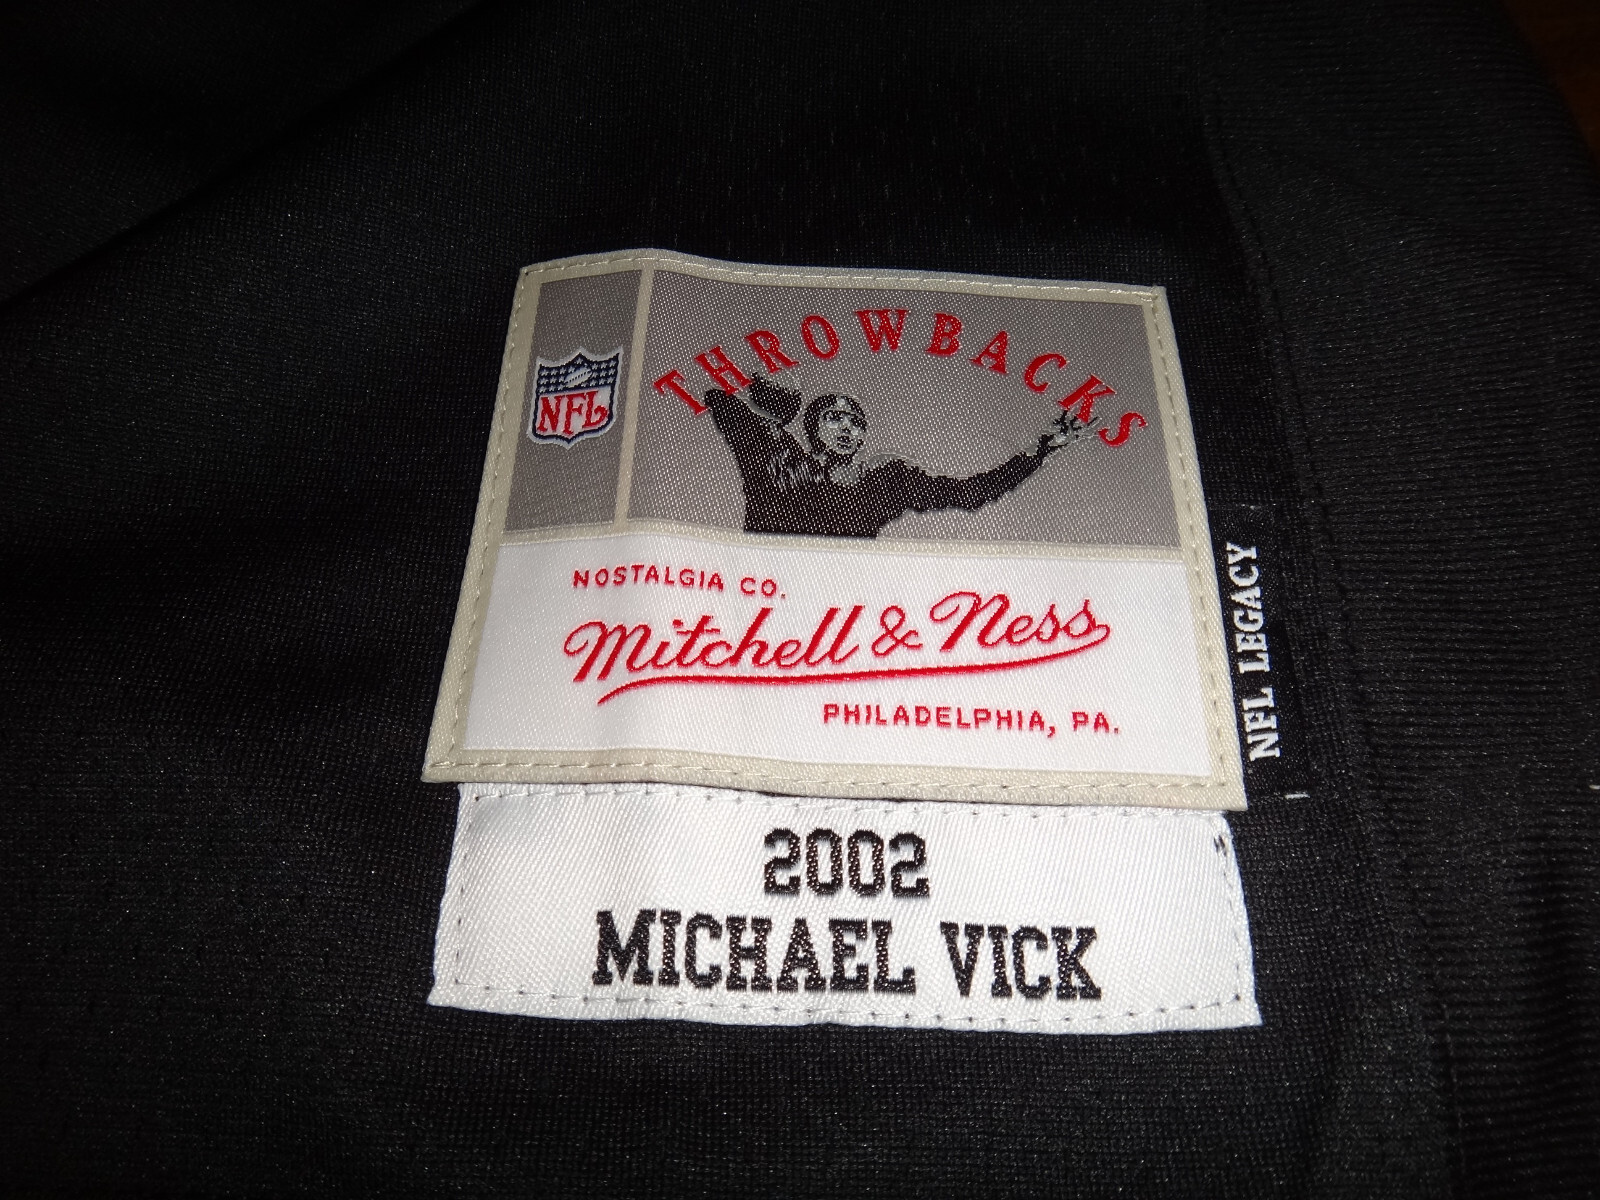 THROWBACKS
NFL
NOSTALGIA CO.
Mitchell & Ness
PHILADELPHIA, PA.
NFL LEGACY
2002
MICHAEL VICK